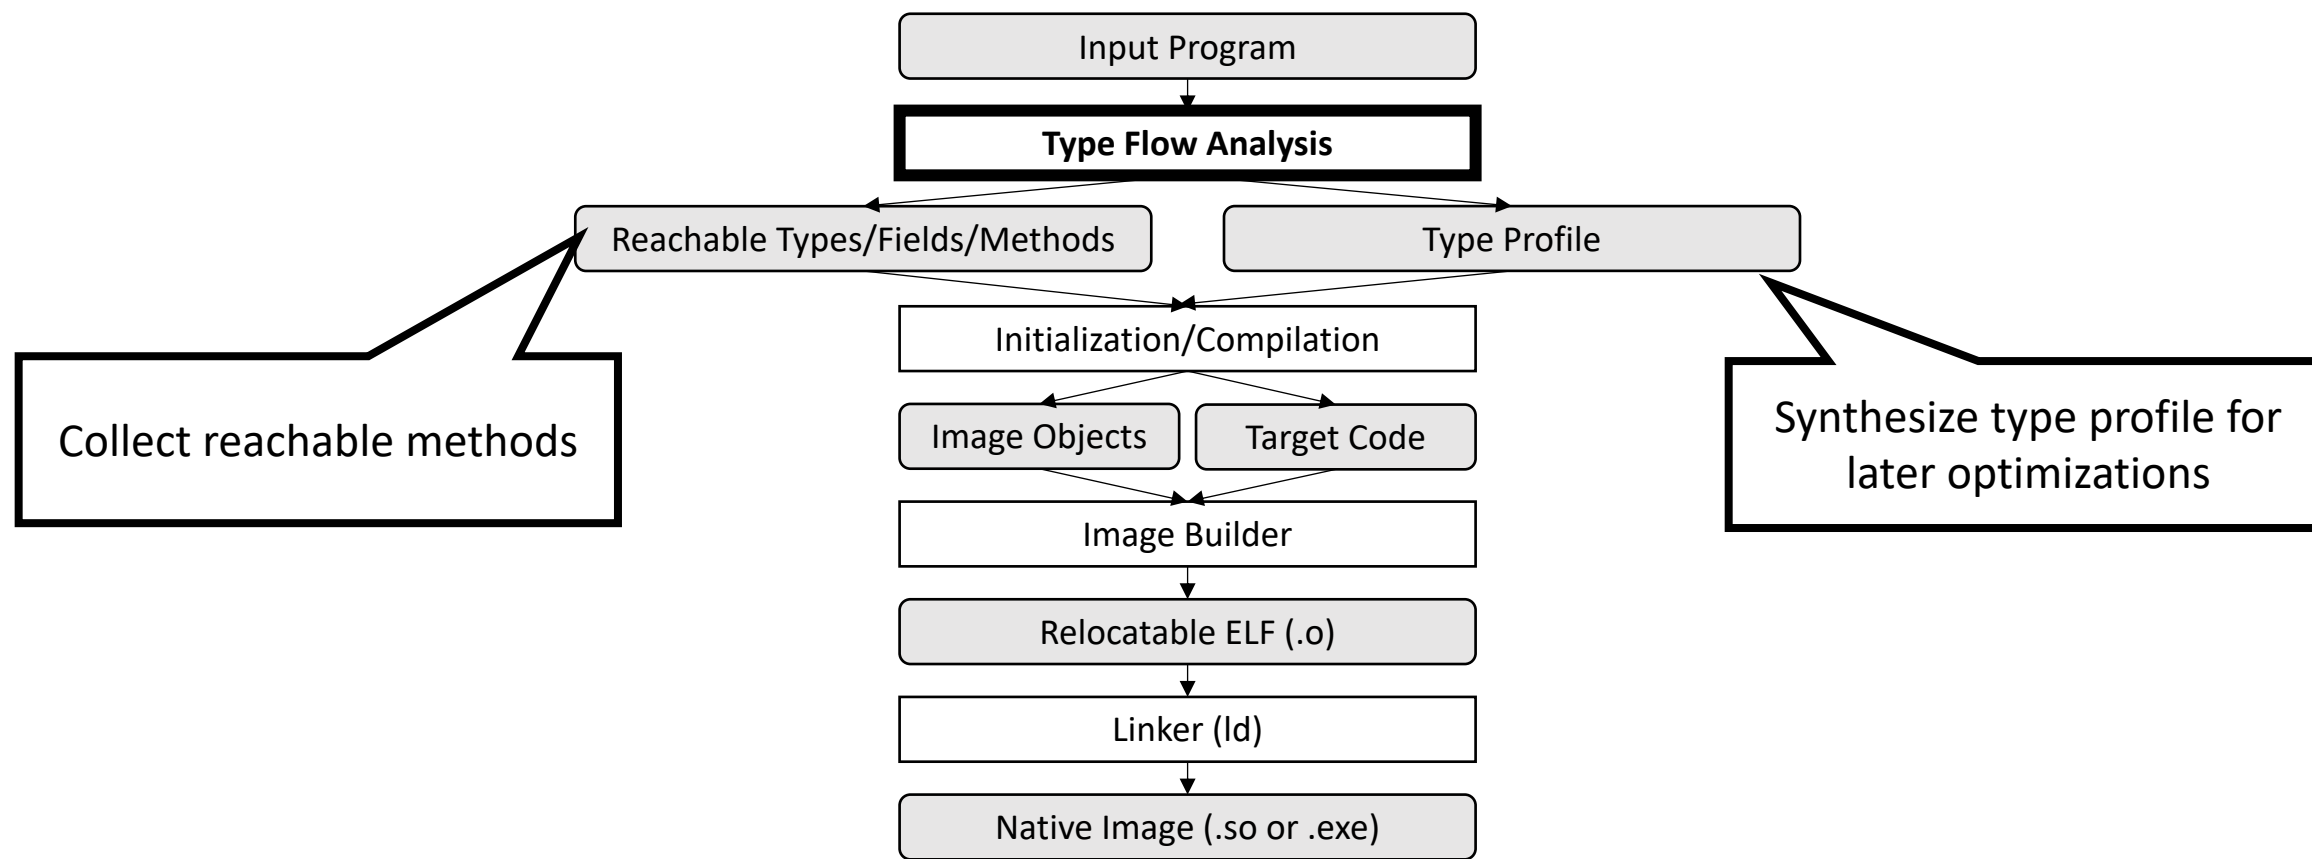 Input Program
Type Flow Analysis
Reachable Types/Fields/Methods
Type Profile
Initialization/Compilation
Collect reachable methods
Image Objects
Target Code
Synthesize type profile for
later optimizations
Image Builder
Relocatable ELF (.o)
Linker (ld)
Native Image (.so or .exe)